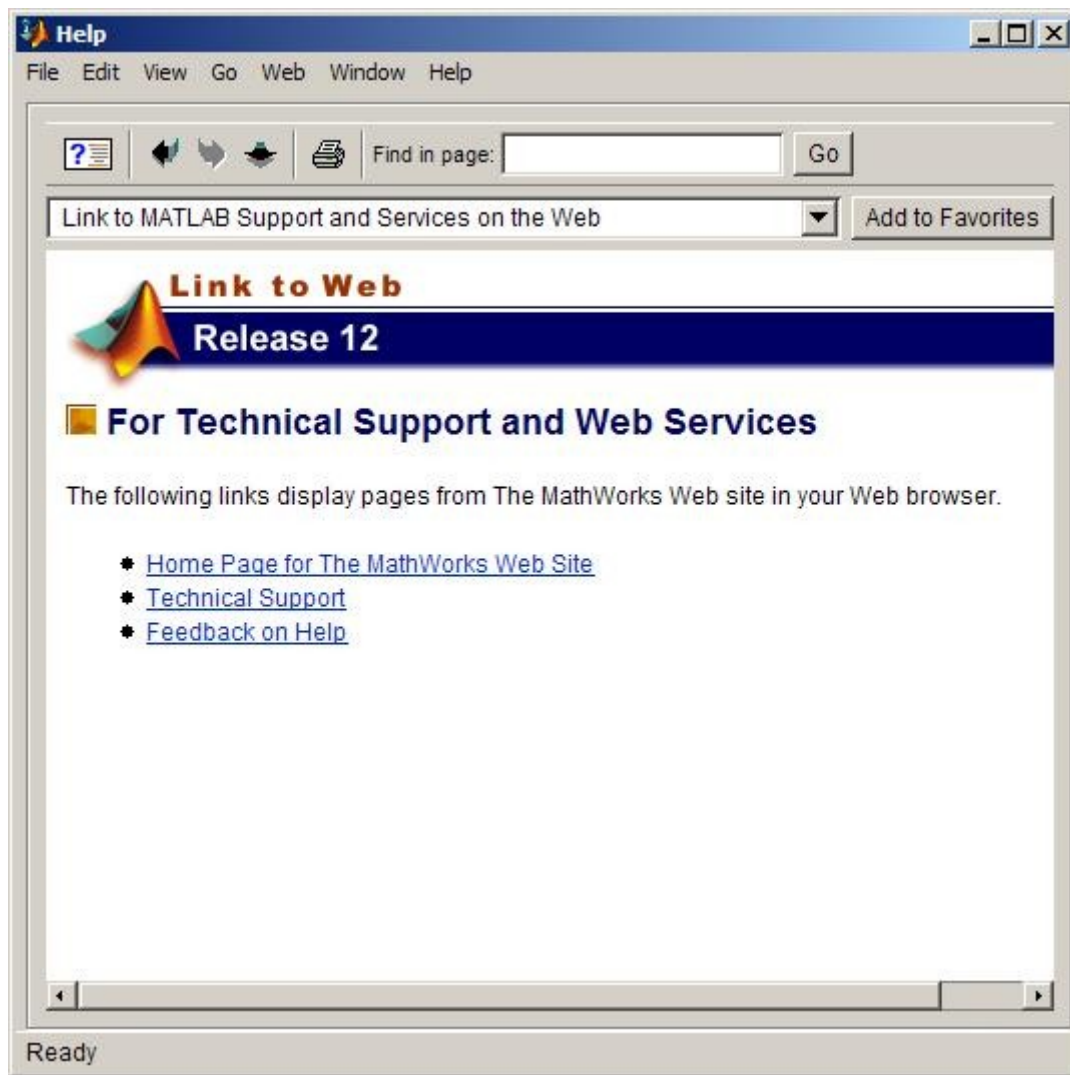 Help
File Edit View Go Web Window Help
Find in page: Go
Link to MATLAB Support and Services on the Web Add to Favorites
Link to Web
Release 12
For Technical Support and Web Services
The following links display pages from The MathWorks Web site in your Web browser.
Home Page for The MathWorks Web Site
Technical Support
Feedback on Help
Ready